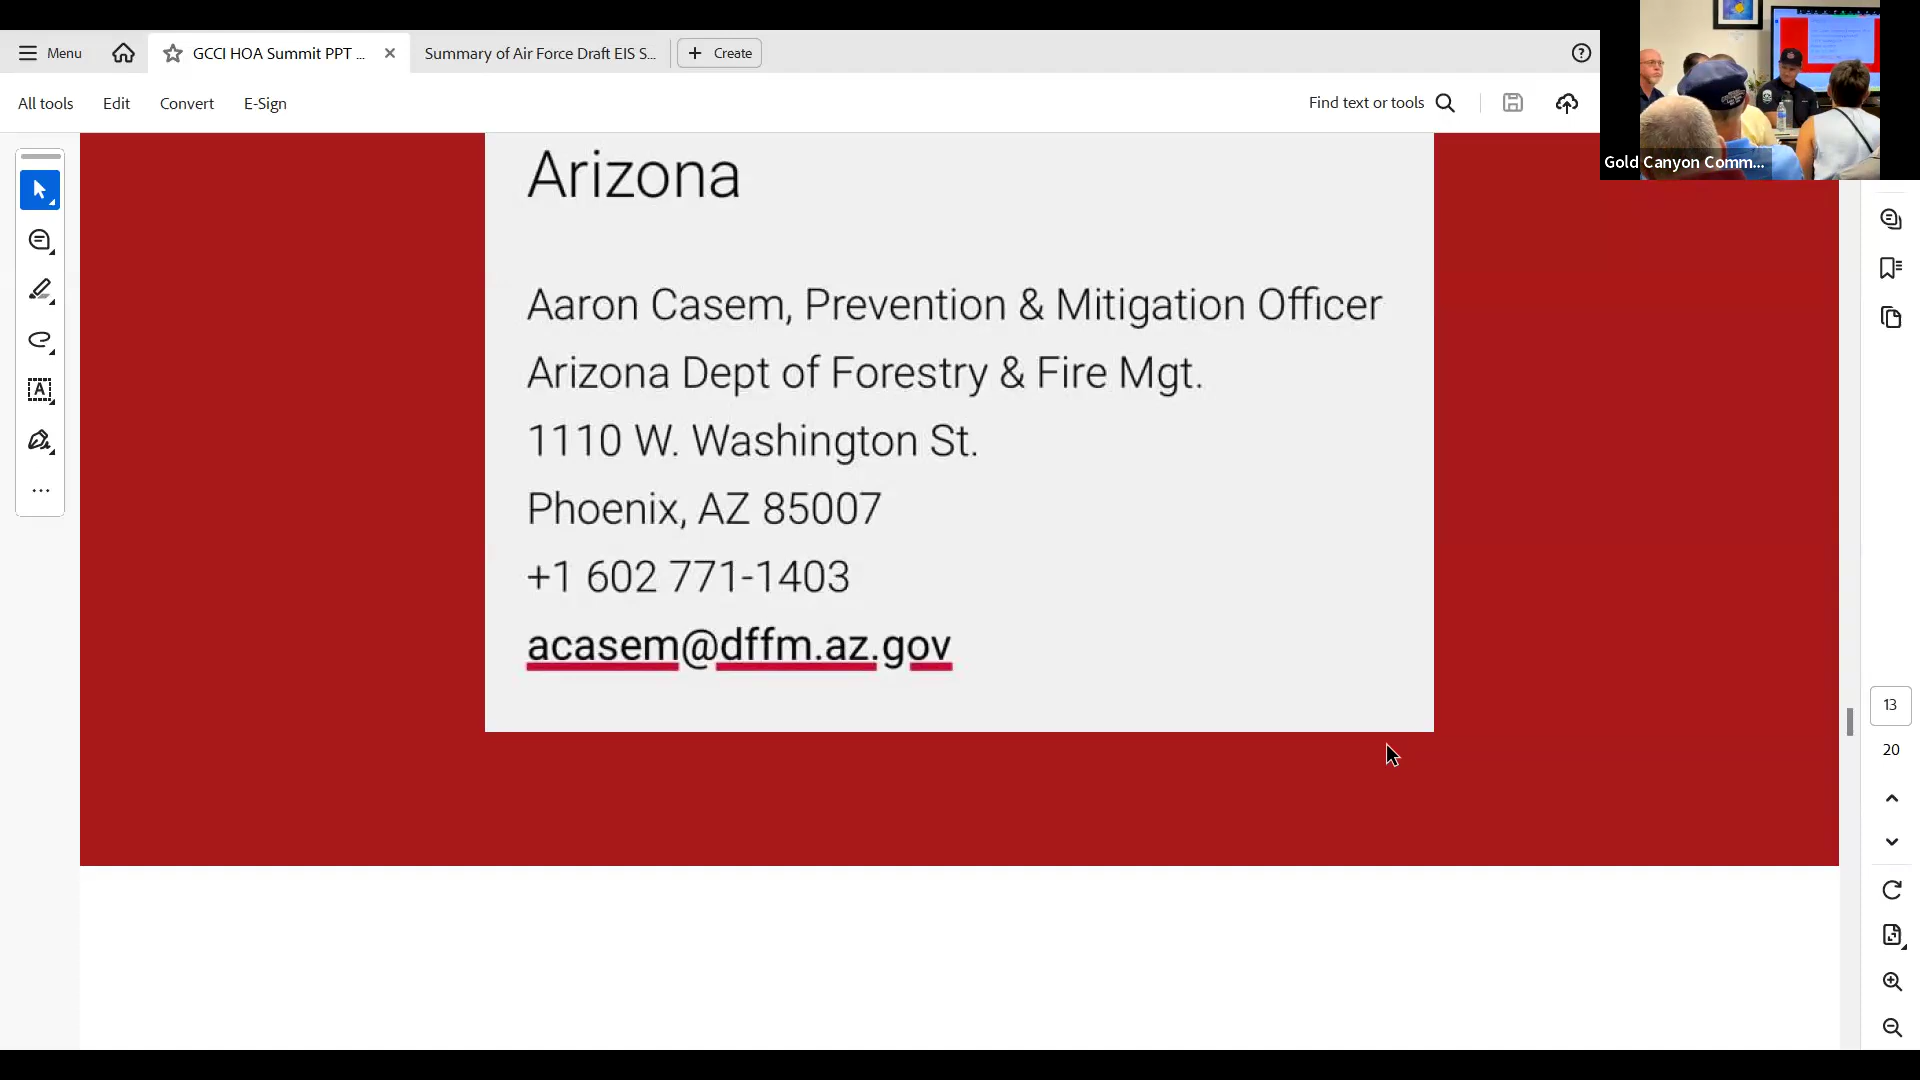 Menu
GCCI HOA Summit PPT ...
Summary of Air Force Draft EIS S...
Create
All tools
Edit
Convert
E-Sign
Find text or tools
Gold Canyon Comm...
Arizona
Aaron Casem, Prevention & Mitigation Officer
Arizona Dept of Forestry & Fire Mgt.
1110 W. Washington St.
Phoenix, AZ 85007
+1 602 771-1403
acasem@dffm.az.gov
13
20